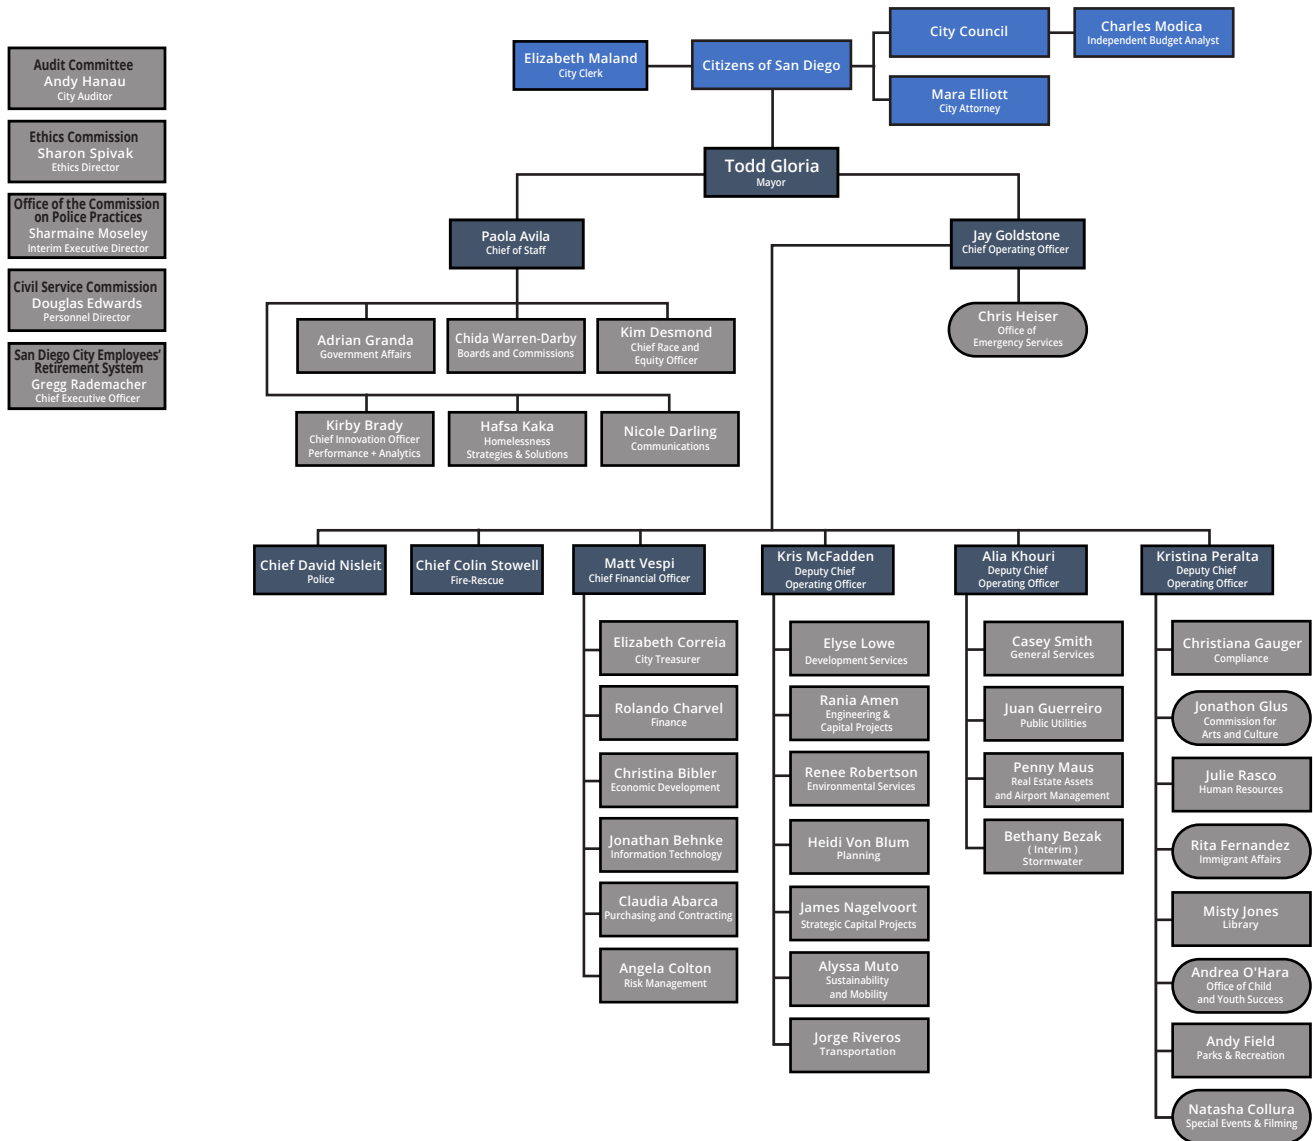 Elizabeth Maland
City Clerk
Citizens of San Diego
City Council
Charles Modica
Independent Budget Analyst
Mara Elliott
City Attorney
Audit Committee
Andy Hanau
City Auditor
Ethics Commission
Sharon Spivak
Ethics Director
Office of the Commission
on Police Practices
Sharmaine Moseley
Interim Executive Director
Civil Service Commission
Douglas Edwards
Personnel Director
San Diego City Employees'
Retirement System
Gregg Rademacher
Chief Executive Officer
Todd Gloria
Mayor
Paola Avila
Chief of Staff
Jay Goldstone
Chief Operating Officer
Chris Heiser
Office of
Emergency Services
Adrian Granda
Government Affairs
Chida Warren-Darby
Boards and Commissions
Kim Desmond
Chief Race and
Equity Officer
Kirby Brady
Chief Innovation Officer
Performance + Analytics
Hafsa Kaka
Homelessness
Strategies & Solutions
Nicole Darling
Communications
Chief David Nisleit
Police
Chief Colin Stowell
Fire-Rescue
Matt Vespi
Chief Financial Officer
Kris McFadden
Deputy Chief
Operating Officer
Alia Khouri
Deputy Chief
Operating Officer
Kristina Peralta
Deputy Chief
Operating Officer
Elizabeth Correia
City Treasurer
Rolando Charvel
Finance
Christina Bibler
Economic Development
Jonathan Behnke
Information Technology
Claudia Abarca
Purchasing and Contracting
Angela Colton
Risk Management
Elyse Lowe
Development Services
Rania Amen
Engineering &
Capital Projects
Renee Robertson
Environmental Services
Heidi Von Blum
Planning
James Nagelvoort
Strategic Capital Projects
Alyssa Muto
Sustainability
and Mobility
Jorge Riveros
Transportation
Casey Smith
General Services
Juan Guerreiro
Public Utilities
Penny Maus
Real Estate Assets
and Airport Management
Bethany Bezak
( Interim )
Stormwater
Christiana Gauger
Compliance
Jonathon Glus
Commission for
Arts and Culture
Julie Rasco
Human Resources
Rita Fernandez
Immigrant Affairs
Misty Jones
Library
Andrea O'Hara
Office of Child
and Youth Success
Andy Field
Parks & Recreation
Natasha Collura
Special Events & Filming